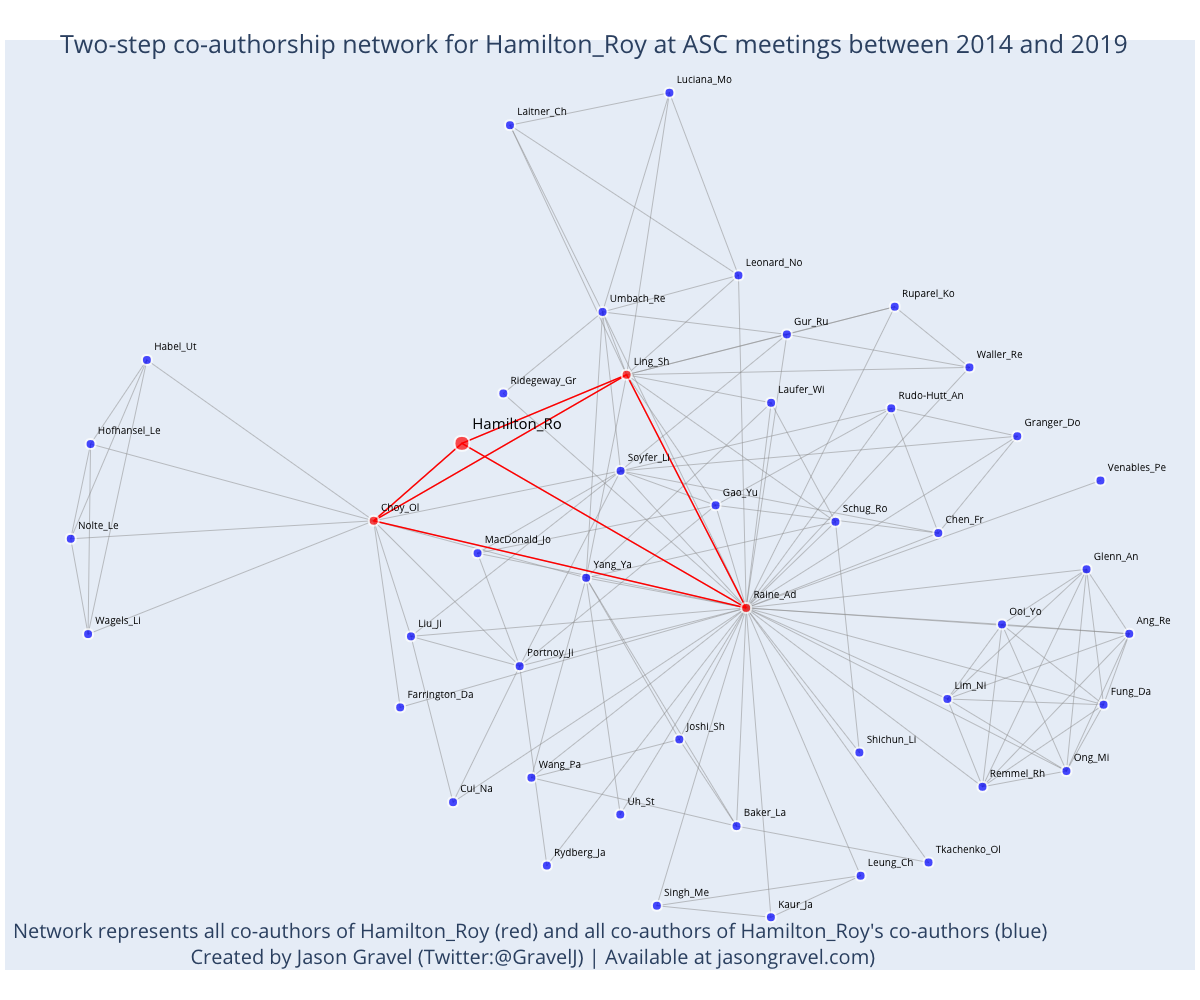 Two-step co-authorship network for Hamilton_Roy at ASC meetings between 2014 and 2019
Luciana_Mo
Laitner_Ch
Leonard_No
Umbach_Re
Ruparel_Ko
Gur_Ru
Habel_Ut
Waller_Re
Ling_Sh
Ridgeway_Gr
Laufer_Wi
Rudo-Hutt_An
Hamilton_Ro
Granger_Do
Hofhansel_Le
Soyfer_Li
Venables_Pe
Gao_Yu
Choy_Ol
Schug_Ro
Chen_Fr
Nolte_Le
MacDonald_Jo
Glenn_An
Yang_Ya
Raine_Ad
Ooi_Yo
Wagels_Li
Liu_Ji
Ang_Re
Portnoy_Ji
Lim_Ni
Fung_Da
Farrington_Da
Joshi_Sh
Shichun_Li
Ong_Mi
Wang_Pa
Remmel_Rh
Cui_Na
Uh_St
Baker_La
Rydberg_Ja
Tkachenko_Ol
Leung_Ch
Singh_Me
Kaur_Ja
Network represents all co-authors of Hamilton_Roy (red) and all co-authors of Hamilton_Roy's co-authors (blue)
Created by Jason Gravel (Twitter:@GravelJ) | Available at jasongravel.com)